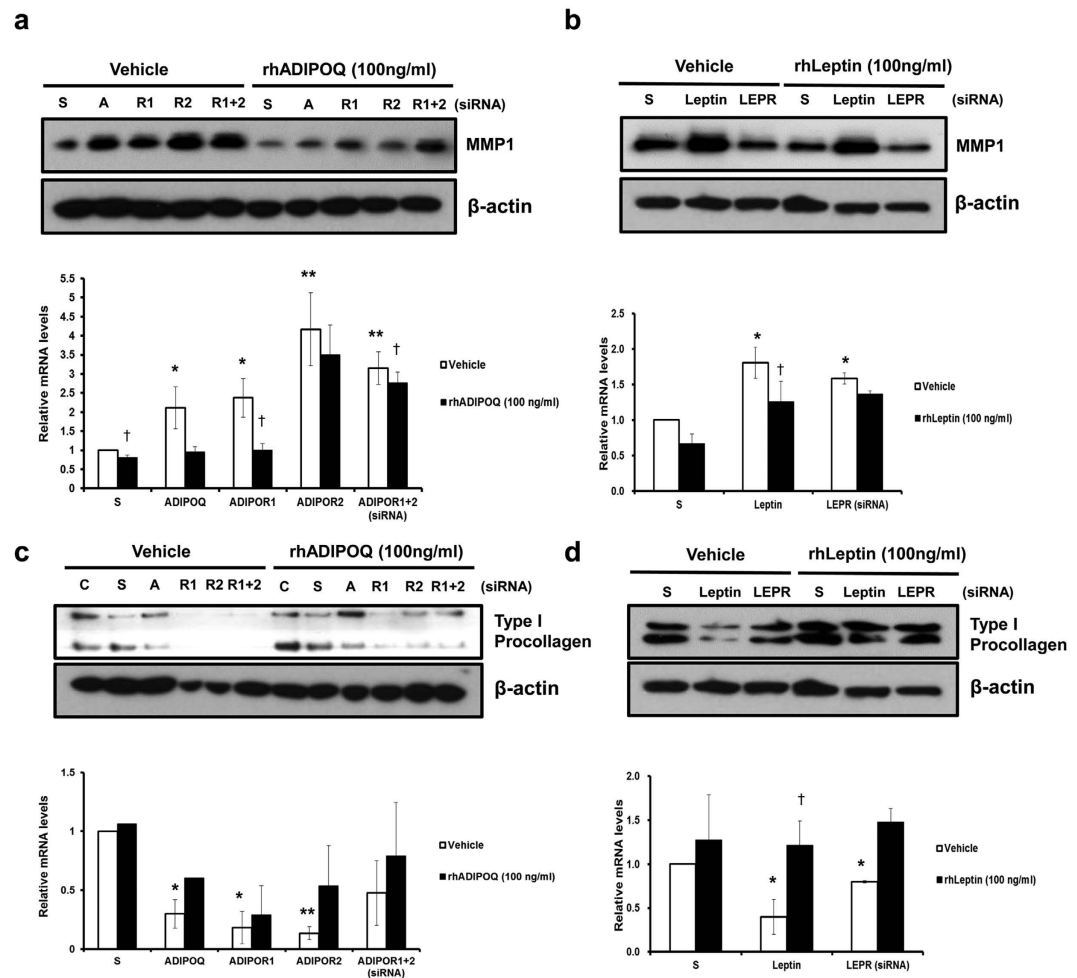 a
Vehicle
rhADIPOQ (100ng/ml)
S A R1 R2 R1+2 S A R1 R2 R1+2 (siRNA)
MMP1
β-actin
Relative mRNA levels
5.5
5
4.5
4
3.5
3
2.5
2
1.5
1
0.5
0
†
*
*
†
**
**
†
S ADIPOQ ADIPOR1 ADIPOR2 ADIPOR1+2
(siRNA)
Vehicle
rhADIPOQ (100 ng/ml)
b
Vehicle
rhLeptin (100ng/ml)
S Leptin LEPR S Leptin LEPR (siRNA)
MMP1
β-actin
Relative mRNA levels
2.5
2.0
1.5
1.0
0.5
0.0
*
†
*
S Leptin LEPR (siRNA)
Vehicle
rhLeptin (100 ng/ml)
c
Vehicle
rhADIPOQ (100ng/ml)
C S A R1 R2 R1+2 C S A R1 R2 R1+2 (siRNA)
Type I
Procollagen
β-actin
Relative mRNA levels
1.5
1
0.5
0
*
*
**
S ADIPOQ ADIPOR1 ADIPOR2 ADIPOR1+2
(siRNA)
Vehicle
rhADIPOQ (100 ng/ml)
d
Vehicle
rhLeptin (100ng/ml)
S Leptin LEPR S Leptin LEPR (siRNA)
Type I
Procollagen
β-actin
Relative mRNA levels
2.0
1.5
1.0
0.5
0.0
*
†
*
S Leptin LEPR (siRNA)
Vehicle
rhLeptin (100 ng/ml)